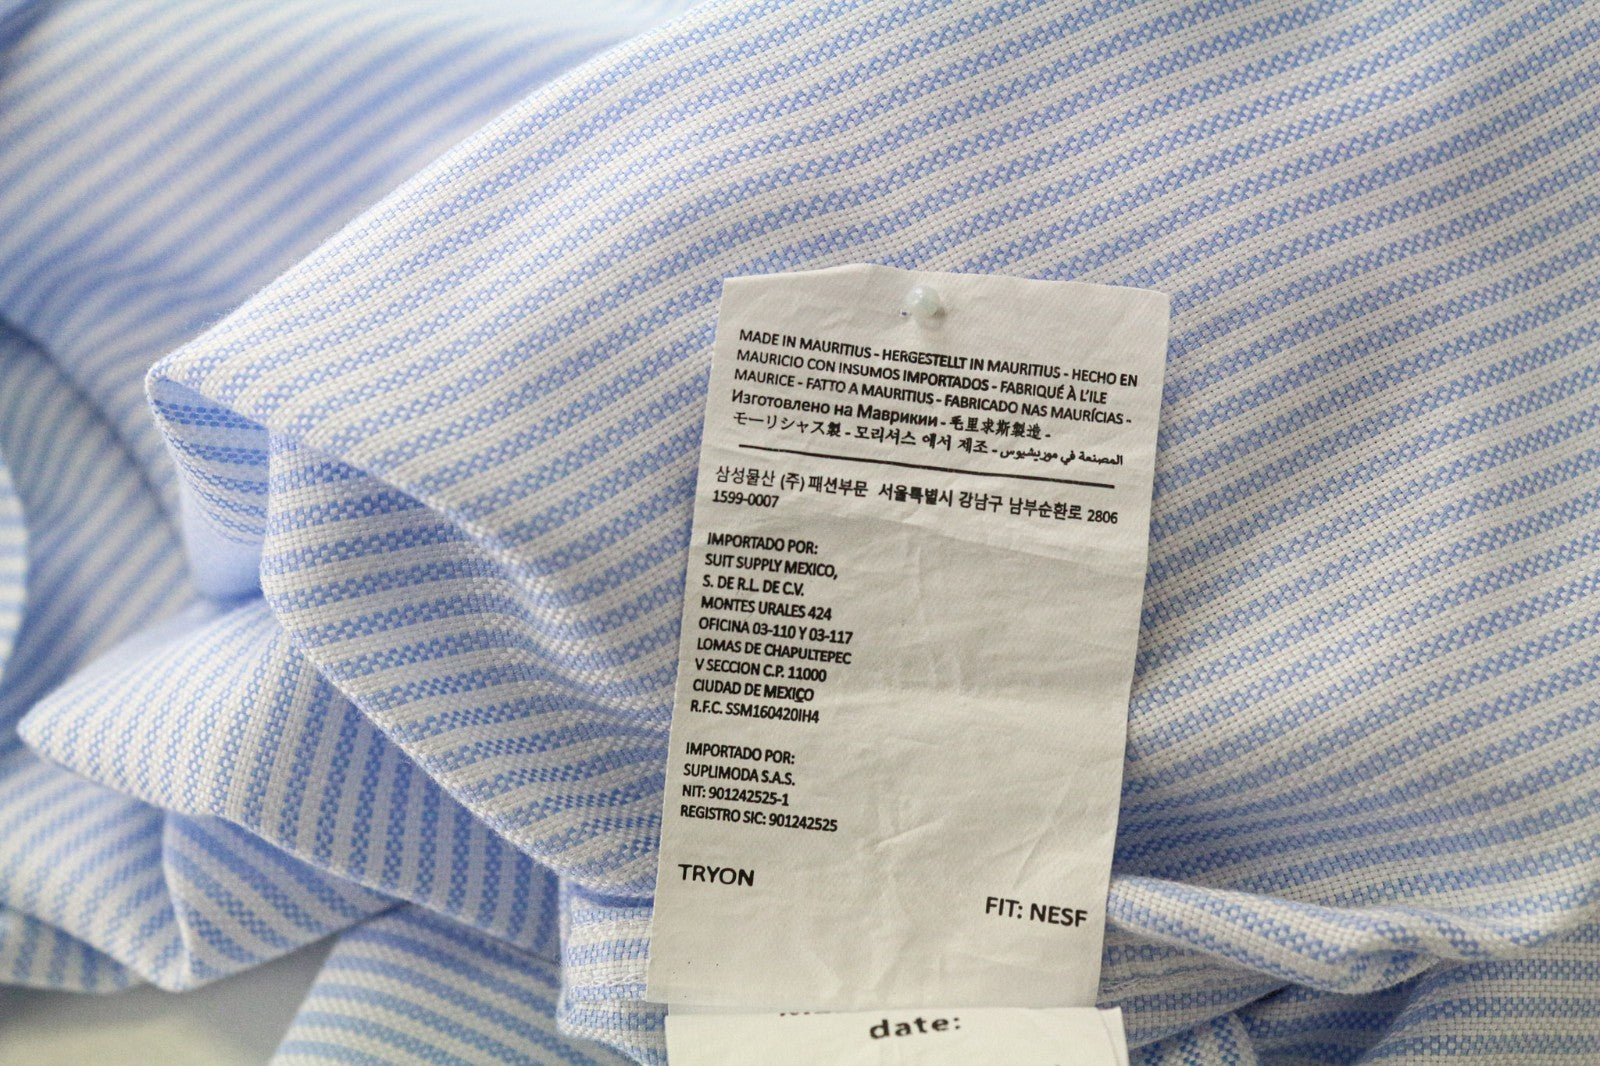 MADE IN MAURITIUS - HERGESTELLT IN MAURITIUS - HECHO EN
MAURICIO CON INSUMOS IMPORTADOS - FABRIQUÉ À L'ILE
MAURICE - FATTO A MAURITIUS - FABRICADO NAS MAURÍCIAS -
Изготовлено на Маврикии - 毛里求斯製造 -
モーリシャス製 - 모리셔스 에서 제조 - المصنعة في موريشيوس
삼성물산 (주) 패션부문 서울특별시 강남구 남부순환로 2806
1599-0007
IMPORTADO POR:
SUIT SUPPLY MEXICO,
S. DE R.L. DE C.V.
MONTES URALES 424
OFICINA 03-110 Y 03-117
LOMAS DE CHAPULTEPEC
V SECCION C.P. 11000
CIUDAD DE MEXICO
R.F.C. SSM160420IH4
IMPORTADO POR:
SUPLIMODA S.A.S.
NIT: 901242525-1
REGISTRO SIC: 901242525
TRYON
FIT: NESF
date: